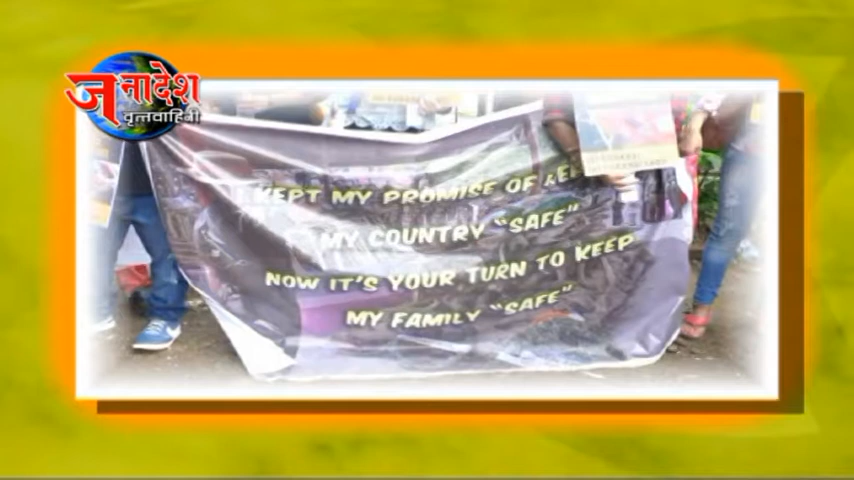 जनादेश
वृत्तवाहिनी
KEPT MY PROMISE OF
MY COUNTRY "SAFE"
NOW IT'S YOUR TURN TO KEEP
MY FAMILY "SAFE"